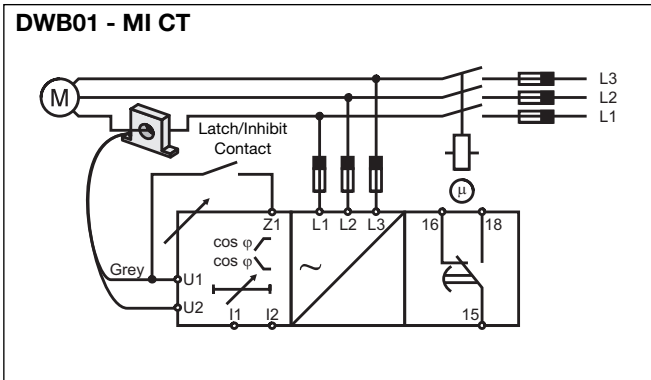 DWB01 - MI CT
L3
L2
L1
M
Latch/Inhibit
Contact
μ
Z1
L1 L2 L3
16
18
cos φ
cos φ
~
Grey
U1
U2
I1
I2
15